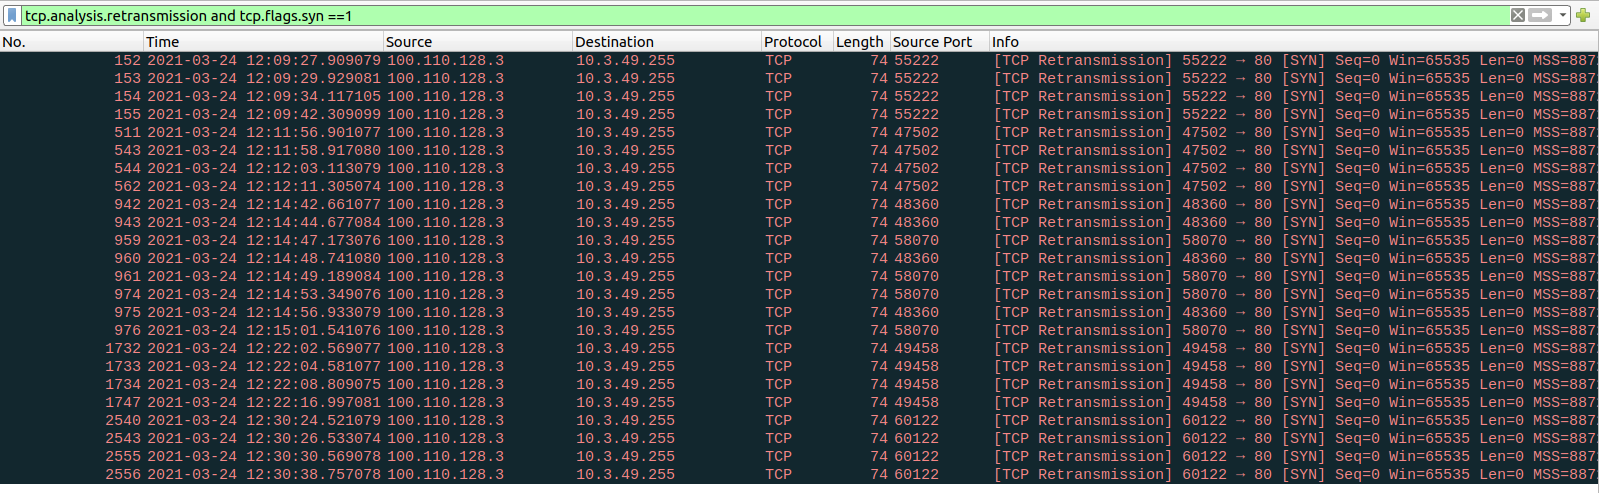 tcp.analysis.retransmission and tcp.flags.syn ==1
No. Time Source Destination Protocol Length Source Port Info
152 2021-03-24 12:09:27.909079 100.110.128.3 10.3.49.255 TCP 74 55222 [TCP Retransmission] 55222 → 80 [SYN] Seq=0 Win=65535 Len=0 MSS=887
153 2021-03-24 12:09:29.929081 100.110.128.3 10.3.49.255 TCP 74 55222 [TCP Retransmission] 55222 → 80 [SYN] Seq=0 Win=65535 Len=0 MSS=887
154 2021-03-24 12:09:34.117105 100.110.128.3 10.3.49.255 TCP 74 55222 [TCP Retransmission] 55222 → 80 [SYN] Seq=0 Win=65535 Len=0 MSS=887
155 2021-03-24 12:09:42.309099 100.110.128.3 10.3.49.255 TCP 74 55222 [TCP Retransmission] 55222 → 80 [SYN] Seq=0 Win=65535 Len=0 MSS=887
511 2021-03-24 12:11:56.901077 100.110.128.3 10.3.49.255 TCP 74 47502 [TCP Retransmission] 47502 → 80 [SYN] Seq=0 Win=65535 Len=0 MSS=887
543 2021-03-24 12:11:58.917080 100.110.128.3 10.3.49.255 TCP 74 47502 [TCP Retransmission] 47502 → 80 [SYN] Seq=0 Win=65535 Len=0 MSS=887
544 2021-03-24 12:12:03.113079 100.110.128.3 10.3.49.255 TCP 74 47502 [TCP Retransmission] 47502 → 80 [SYN] Seq=0 Win=65535 Len=0 MSS=887
562 2021-03-24 12:12:11.305074 100.110.128.3 10.3.49.255 TCP 74 47502 [TCP Retransmission] 47502 → 80 [SYN] Seq=0 Win=65535 Len=0 MSS=887
942 2021-03-24 12:14:42.661077 100.110.128.3 10.3.49.255 TCP 74 48360 [TCP Retransmission] 48360 → 80 [SYN] Seq=0 Win=65535 Len=0 MSS=887
943 2021-03-24 12:14:44.677084 100.110.128.3 10.3.49.255 TCP 74 48360 [TCP Retransmission] 48360 → 80 [SYN] Seq=0 Win=65535 Len=0 MSS=887
959 2021-03-24 12:14:47.173076 100.110.128.3 10.3.49.255 TCP 74 58070 [TCP Retransmission] 58070 → 80 [SYN] Seq=0 Win=65535 Len=0 MSS=887
960 2021-03-24 12:14:48.741080 100.110.128.3 10.3.49.255 TCP 74 48360 [TCP Retransmission] 48360 → 80 [SYN] Seq=0 Win=65535 Len=0 MSS=887
961 2021-03-24 12:14:49.189084 100.110.128.3 10.3.49.255 TCP 74 58070 [TCP Retransmission] 58070 → 80 [SYN] Seq=0 Win=65535 Len=0 MSS=887
974 2021-03-24 12:14:53.349076 100.110.128.3 10.3.49.255 TCP 74 58070 [TCP Retransmission] 58070 → 80 [SYN] Seq=0 Win=65535 Len=0 MSS=887
975 2021-03-24 12:14:56.933079 100.110.128.3 10.3.49.255 TCP 74 48360 [TCP Retransmission] 48360 → 80 [SYN] Seq=0 Win=65535 Len=0 MSS=887
976 2021-03-24 12:15:01.541076 100.110.128.3 10.3.49.255 TCP 74 58070 [TCP Retransmission] 58070 → 80 [SYN] Seq=0 Win=65535 Len=0 MSS=887
1732 2021-03-24 12:22:02.569077 100.110.128.3 10.3.49.255 TCP 74 49458 [TCP Retransmission] 49458 → 80 [SYN] Seq=0 Win=65535 Len=0 MSS=887
1733 2021-03-24 12:22:04.581077 100.110.128.3 10.3.49.255 TCP 74 49458 [TCP Retransmission] 49458 → 80 [SYN] Seq=0 Win=65535 Len=0 MSS=887
1734 2021-03-24 12:22:08.809075 100.110.128.3 10.3.49.255 TCP 74 49458 [TCP Retransmission] 49458 → 80 [SYN] Seq=0 Win=65535 Len=0 MSS=887
1747 2021-03-24 12:22:16.997081 100.110.128.3 10.3.49.255 TCP 74 49458 [TCP Retransmission] 49458 → 80 [SYN] Seq=0 Win=65535 Len=0 MSS=887
2540 2021-03-24 12:30:24.521079 100.110.128.3 10.3.49.255 TCP 74 60122 [TCP Retransmission] 60122 → 80 [SYN] Seq=0 Win=65535 Len=0 MSS=887
2543 2021-03-24 12:30:26.533074 100.110.128.3 10.3.49.255 TCP 74 60122 [TCP Retransmission] 60122 → 80 [SYN] Seq=0 Win=65535 Len=0 MSS=887
2555 2021-03-24 12:30:30.569078 100.110.128.3 10.3.49.255 TCP 74 60122 [TCP Retransmission] 60122 → 80 [SYN] Seq=0 Win=65535 Len=0 MSS=887
2556 2021-03-24 12:30:38.757078 100.110.128.3 10.3.49.255 TCP 74 60122 [TCP Retransmission] 60122 → 80 [SYN] Seq=0 Win=65535 Len=0 MSS=887